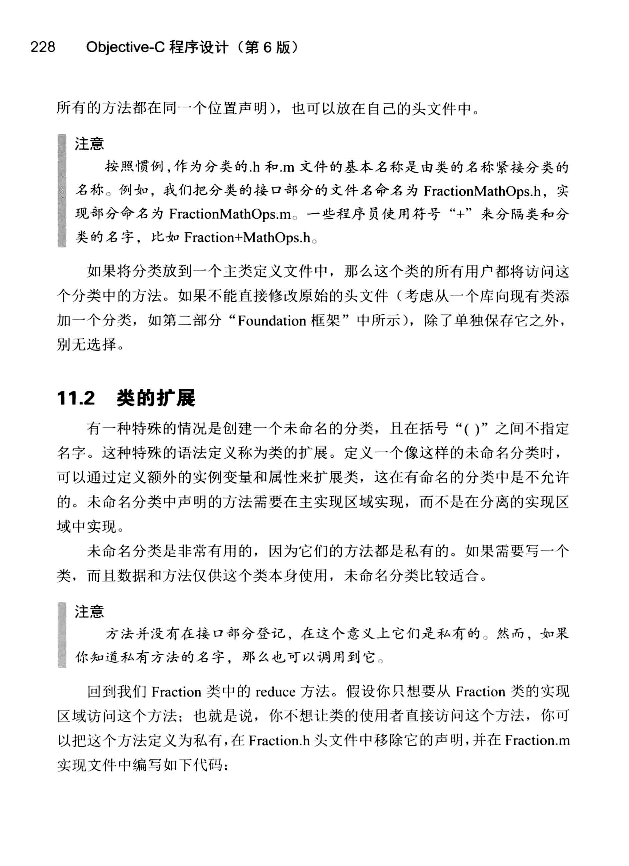 228 Objective-C 程序设计（第 6 版）
所有的方法都在同一个位置声明），也可以放在自己的头文件中。
注意
按照惯例，作为分类的.h 和.m 文件的基本名称是由类的名称紧接分类的
名称。例如，我们把分类的接口部分的文件名命名为 FractionMathOps.h，实
现部分命名为 FractionMathOps.m。一些程序员使用符号“+”来分隔类和分
类的名字，比如 Fraction+MathOps.h。
如果将分类放到一个主类定义文件中，那么这个类的所有用户都将访问这
个分类中的方法。如果不能直接修改原始的头文件（考虑从一个库向现有类添
加一个分类，如第二部分“Foundation 框架”中所示），除了单独保存它之外，
别无选择。
11.2 类的扩展
有一种特殊的情况是创建一个未命名的分类，且在括号“( )”之间不指定
名字。这种特殊的语法定义称为类的扩展。定义一个像这样的未命名分类时，
可以通过定义额外的实例变量和属性来扩展类，这在有命名的分类中是不允许
的。未命名分类中声明的方法需要在主实现区域实现，而不是在分离的实现区
域中实现。
未命名分类是非常有用的，因为它们的方法都是私有的。如果需要写一个
类，而且数据和方法仅供这个类本身使用，未命名分类比较适合。
注意
方法并没有在接口部分登记，在这个意义上它们是私有的。然而，如果
你知道私有方法的名字，那么也可以调用到它。
回到我们 Fraction 类中的 reduce 方法。假设你只想要从 Fraction 类的实现
区域访问这个方法；也就是说，你不想让类的使用者直接访问这个方法，你可
以把这个方法定义为私有，在 Fraction.h 头文件中移除它的声明，并在 Fraction.m
实现文件中编写如下代码：